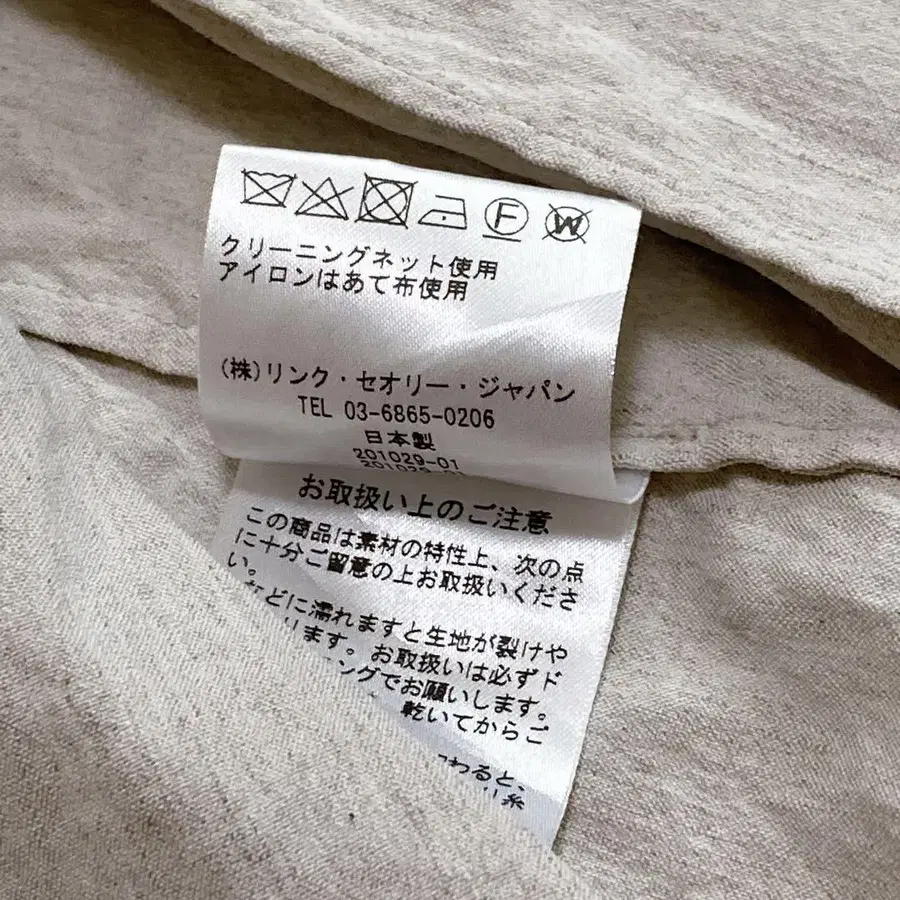 F W
クリーニングネット使用
アイロンはあて布使用
(株)リンク・セオリー・ジャパン
TEL 03-6865-0206
日本製
201029-01
お取扱い上のご注意
この商品は素材の特性上、次の点
に十分ご留意の上お取扱いくださ
い。
などに濡れますと生地が裂けや
ります。お取扱いは必ずド
ングでお願いします。
乾いてからご
わると、
糸